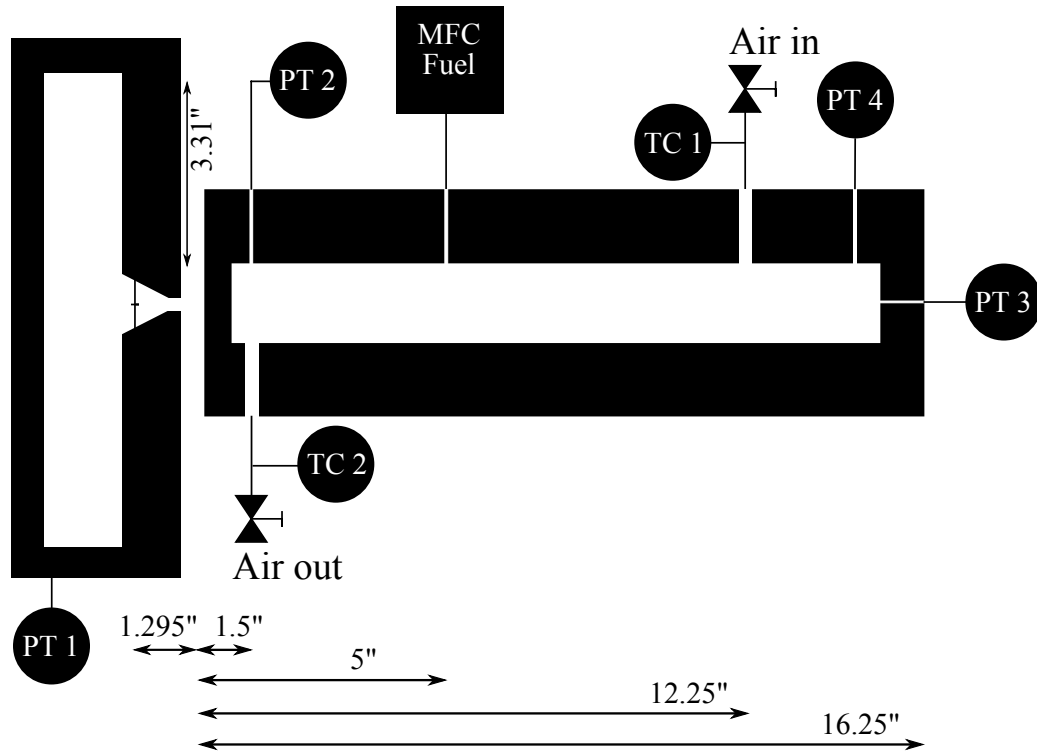 MFC
Fuel
Air in
PT 2
PT 4
3.31"
TC 1
PT 3
TC 2
Air out
PT 1
1.295"
1.5"
5"
12.25"
16.25"